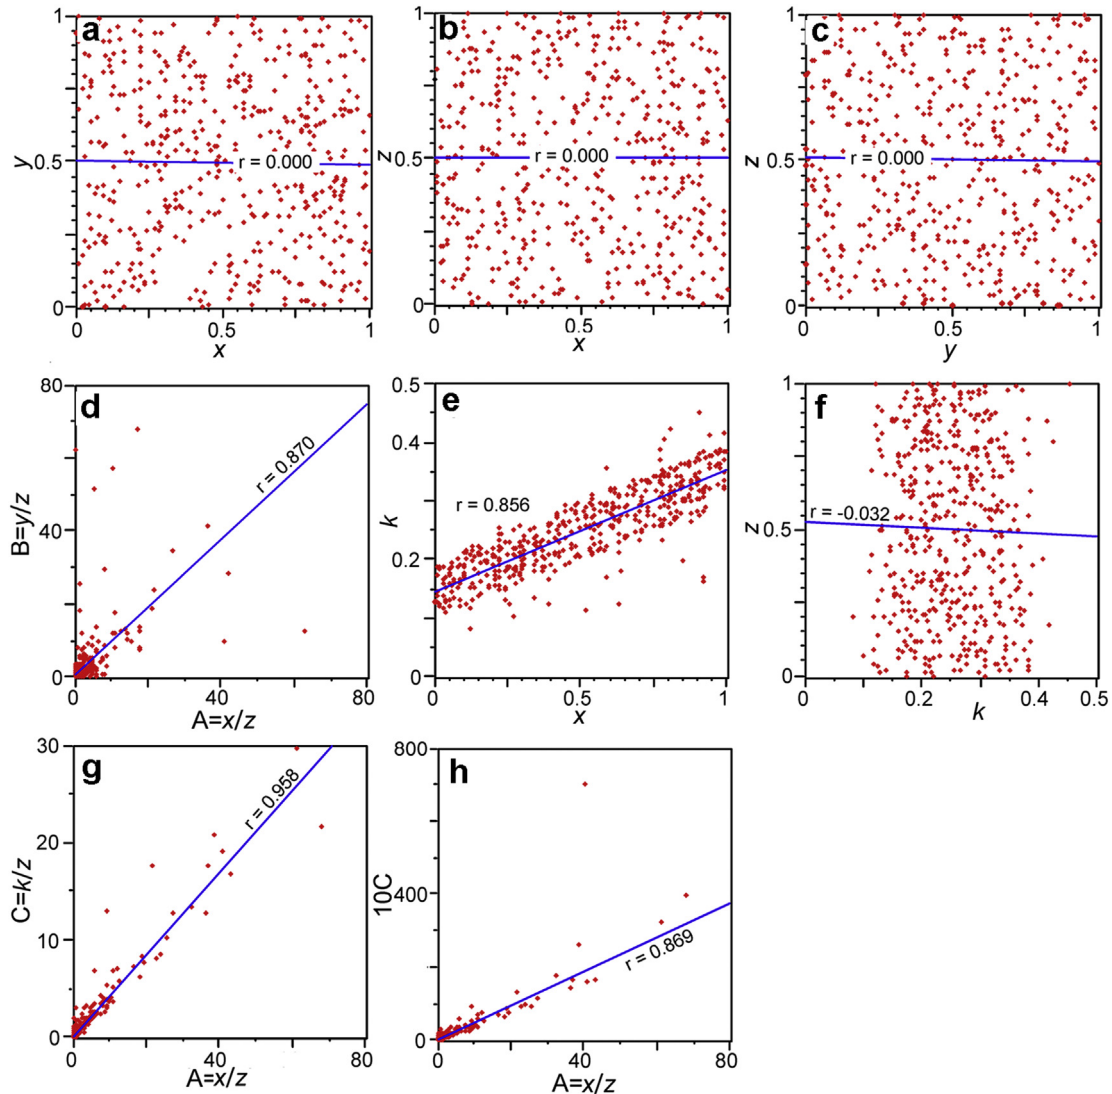 a
1
y
0.5
r = 0.000
0
0
0.5
1
x
b
1
z
0.5
r = 0.000
0
0
0.5
1
x
c
1
z
0.5
r = 0.000
0
0
0.5
1
y
d
80
B=y/z
40
r = 0.870
0
0
40
80
A=x/z
e
0.5
0.4
k
r = 0.856
0.2
0.1
0
0
0.5
1
x
f
1
z
0.5
r = -0.032
0
0
0.2
0.4
0.5
k
g
30
C=k/z
20
r = 0.958
10
0
0
40
80
A=x/z
h
800
10C
400
r = 0.869
0
0
40
80
A=x/z